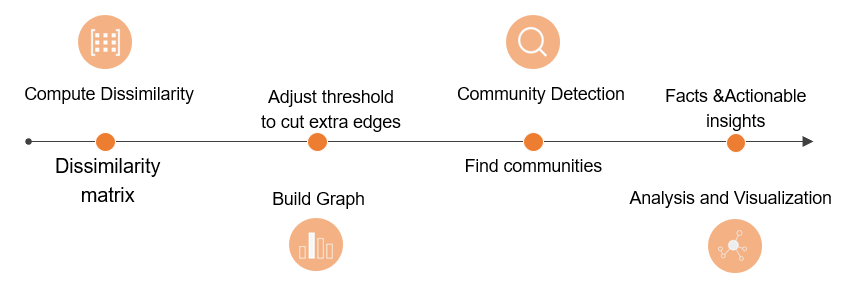 Compute Dissimilarity
Dissimilarity
matrix
Adjust threshold
to cut extra edges
Build Graph
Community Detection
Find communities
Facts &Actionable
insights
Analysis and Visualization